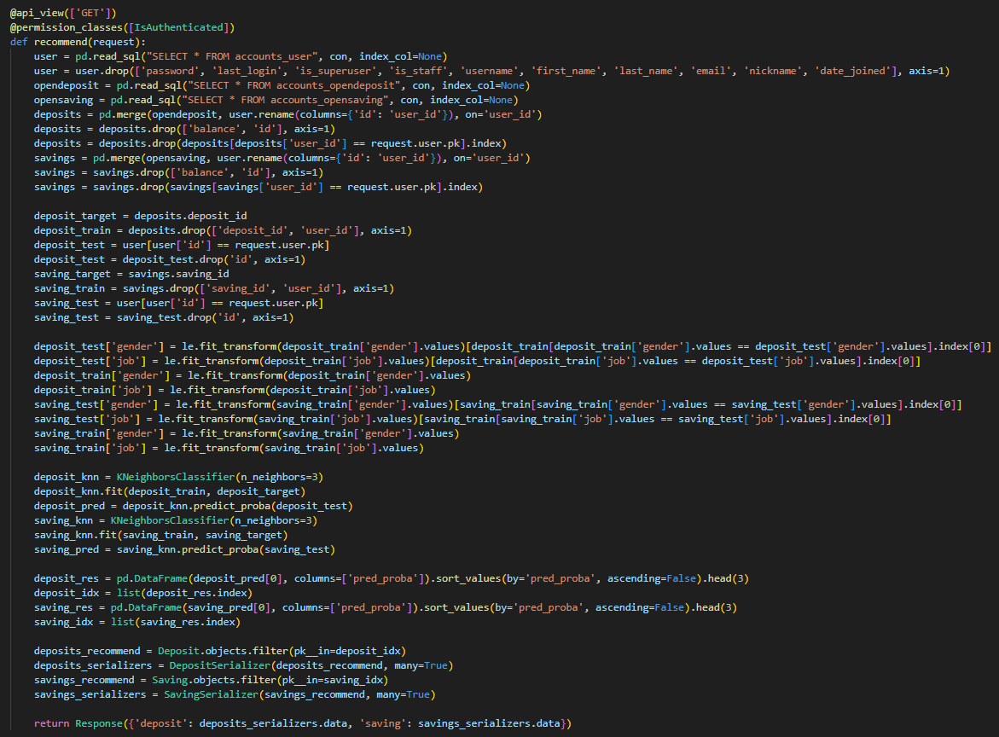 @api_view(['GET'])
@permission_classes([IsAuthenticated])
def recommend(request):
    user = pd.read_sql("SELECT * FROM accounts_user", con, index_col=None)
    user = user.drop(['password', 'last_login', 'is_superuser', 'is_staff', 'username', 'first_name', 'last_name', 'email', 'nickname', 'date_joined'], axis=1)
    opendeposit = pd.read_sql("SELECT * FROM accounts_opendeposit", con, index_col=None)
    opensaving = pd.read_sql("SELECT * FROM accounts_opensaving", con, index_col=None)
    deposits = pd.merge(opendeposit, user.rename(columns={'id': 'user_id'}), on='user_id')
    deposits = deposits.drop(['balance', 'id'], axis=1)
    deposits = deposits.drop(deposits[deposits['user_id'] == request.user.pk].index)
    savings = pd.merge(opensaving, user.rename(columns={'id': 'user_id'}), on='user_id')
    savings = savings.drop(['balance', 'id'], axis=1)
    savings = savings.drop(savings[savings['user_id'] == request.user.pk].index)

    deposit_target = deposits.deposit_id
    deposit_train = deposits.drop(['deposit_id', 'user_id'], axis=1)
    deposit_test = user[user['id'] == request.user.pk]
    deposit_test = deposit_test.drop('id', axis=1)
    saving_target = savings.saving_id
    saving_train = savings.drop(['saving_id', 'user_id'], axis=1)
    saving_test = user[user['id'] == request.user.pk]
    saving_test = saving_test.drop('id', axis=1)

    deposit_test['gender'] = le.fit_transform(deposit_train['gender'].values)[deposit_train[deposit_train['gender'].values == deposit_test['gender'].values].index[0]]
    deposit_test['job'] = le.fit_transform(deposit_train['job'].values)[deposit_train[deposit_train['job'].values == deposit_test['job'].values].index[0]]
    deposit_train['gender'] = le.fit_transform(deposit_train['gender'].values)
    deposit_train['job'] = le.fit_transform(deposit_train['job'].values)
    saving_test['gender'] = le.fit_transform(saving_train['gender'].values)[saving_train[saving_train['gender'].values == saving_test['gender'].values].index[0]]
    saving_test['job'] = le.fit_transform(saving_train['job'].values)[saving_train[saving_train['job'].values == saving_test['job'].values].index[0]]
    saving_train['gender'] = le.fit_transform(saving_train['gender'].values)
    saving_train['job'] = le.fit_transform(saving_train['job'].values)

    deposit_knn = KNeighborsClassifier(n_neighbors=3)
    deposit_knn.fit(deposit_train, deposit_target)
    deposit_pred = deposit_knn.predict_proba(deposit_test)
    saving_knn = KNeighborsClassifier(n_neighbors=3)
    saving_knn.fit(saving_train, saving_target)
    saving_pred = saving_knn.predict_proba(saving_test)

    deposit_res = pd.DataFrame(deposit_pred[0], columns=['pred_proba']).sort_values(by='pred_proba', ascending=False).head(3)
    deposit_idx = list(deposit_res.index)
    saving_res = pd.DataFrame(saving_pred[0], columns=['pred_proba']).sort_values(by='pred_proba', ascending=False).head(3)
    saving_idx = list(saving_res.index)

    deposits_recommend = Deposit.objects.filter(pk__in=deposit_idx)
    deposits_serializers = DepositSerializer(deposits_recommend, many=True)
    savings_recommend = Saving.objects.filter(pk__in=saving_idx)
    savings_serializers = SavingSerializer(savings_recommend, many=True)

    return Response({'deposit': deposits_serializers.data, 'saving': savings_serializers.data})